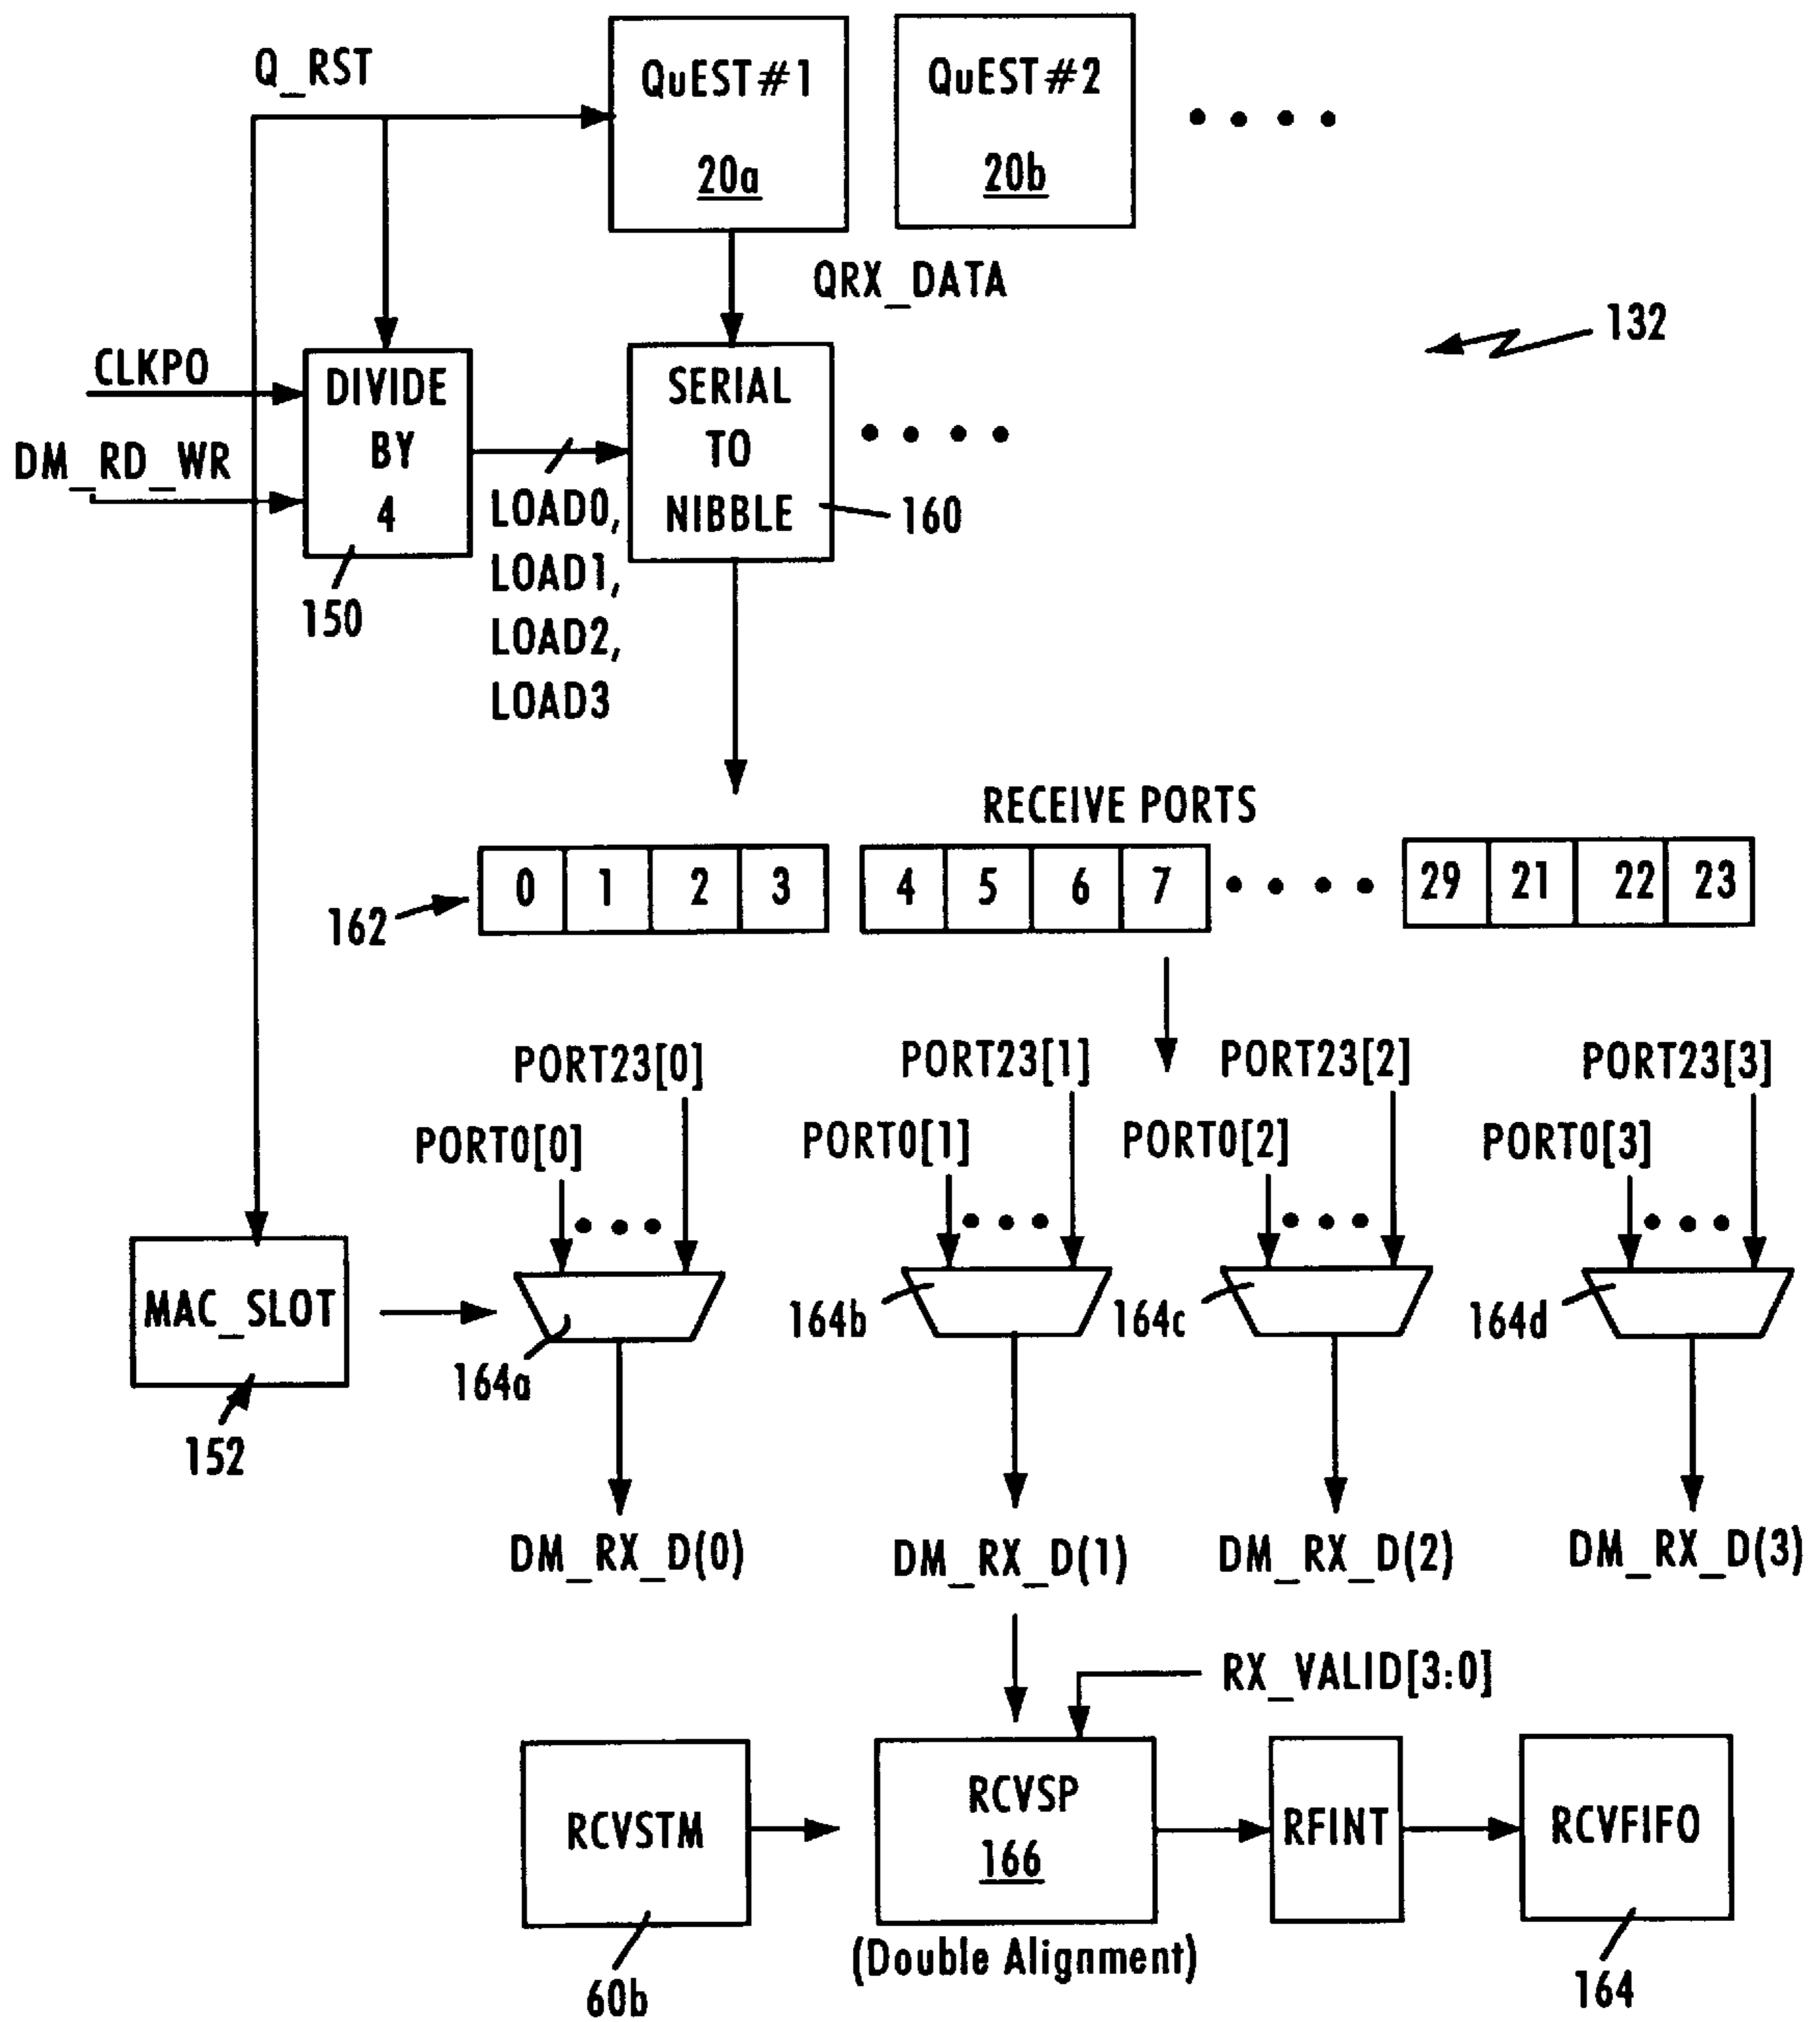 Q_RST
QuEST#1
20a
QuEST#2
20b
QRX_DATA
132
CLKPO
DM_RD_WR
DIVIDE
BY
4
150
LOAD0,
LOAD1,
LOAD2,
LOAD3
SERIAL
TO
NIBBLE
160
RECEIVE PORTS
162
0 1 2 3 4 5 6 7 29 21 22 23
PORT23[0] PORT23[1] PORT23[2] PORT23[3]
PORT0[0] PORT0[1] PORT0[2] PORT0[3]
MAC_SLOT
152
164a
164b
164c
164d
DM_RX_D(0) DM_RX_D(1) DM_RX_D(2) DM_RX_D(3)
RX_VALID[3:0]
RCVSTM
60b
RCVSP
166
(Double Alignment)
RFINT
RCVFIFO
164